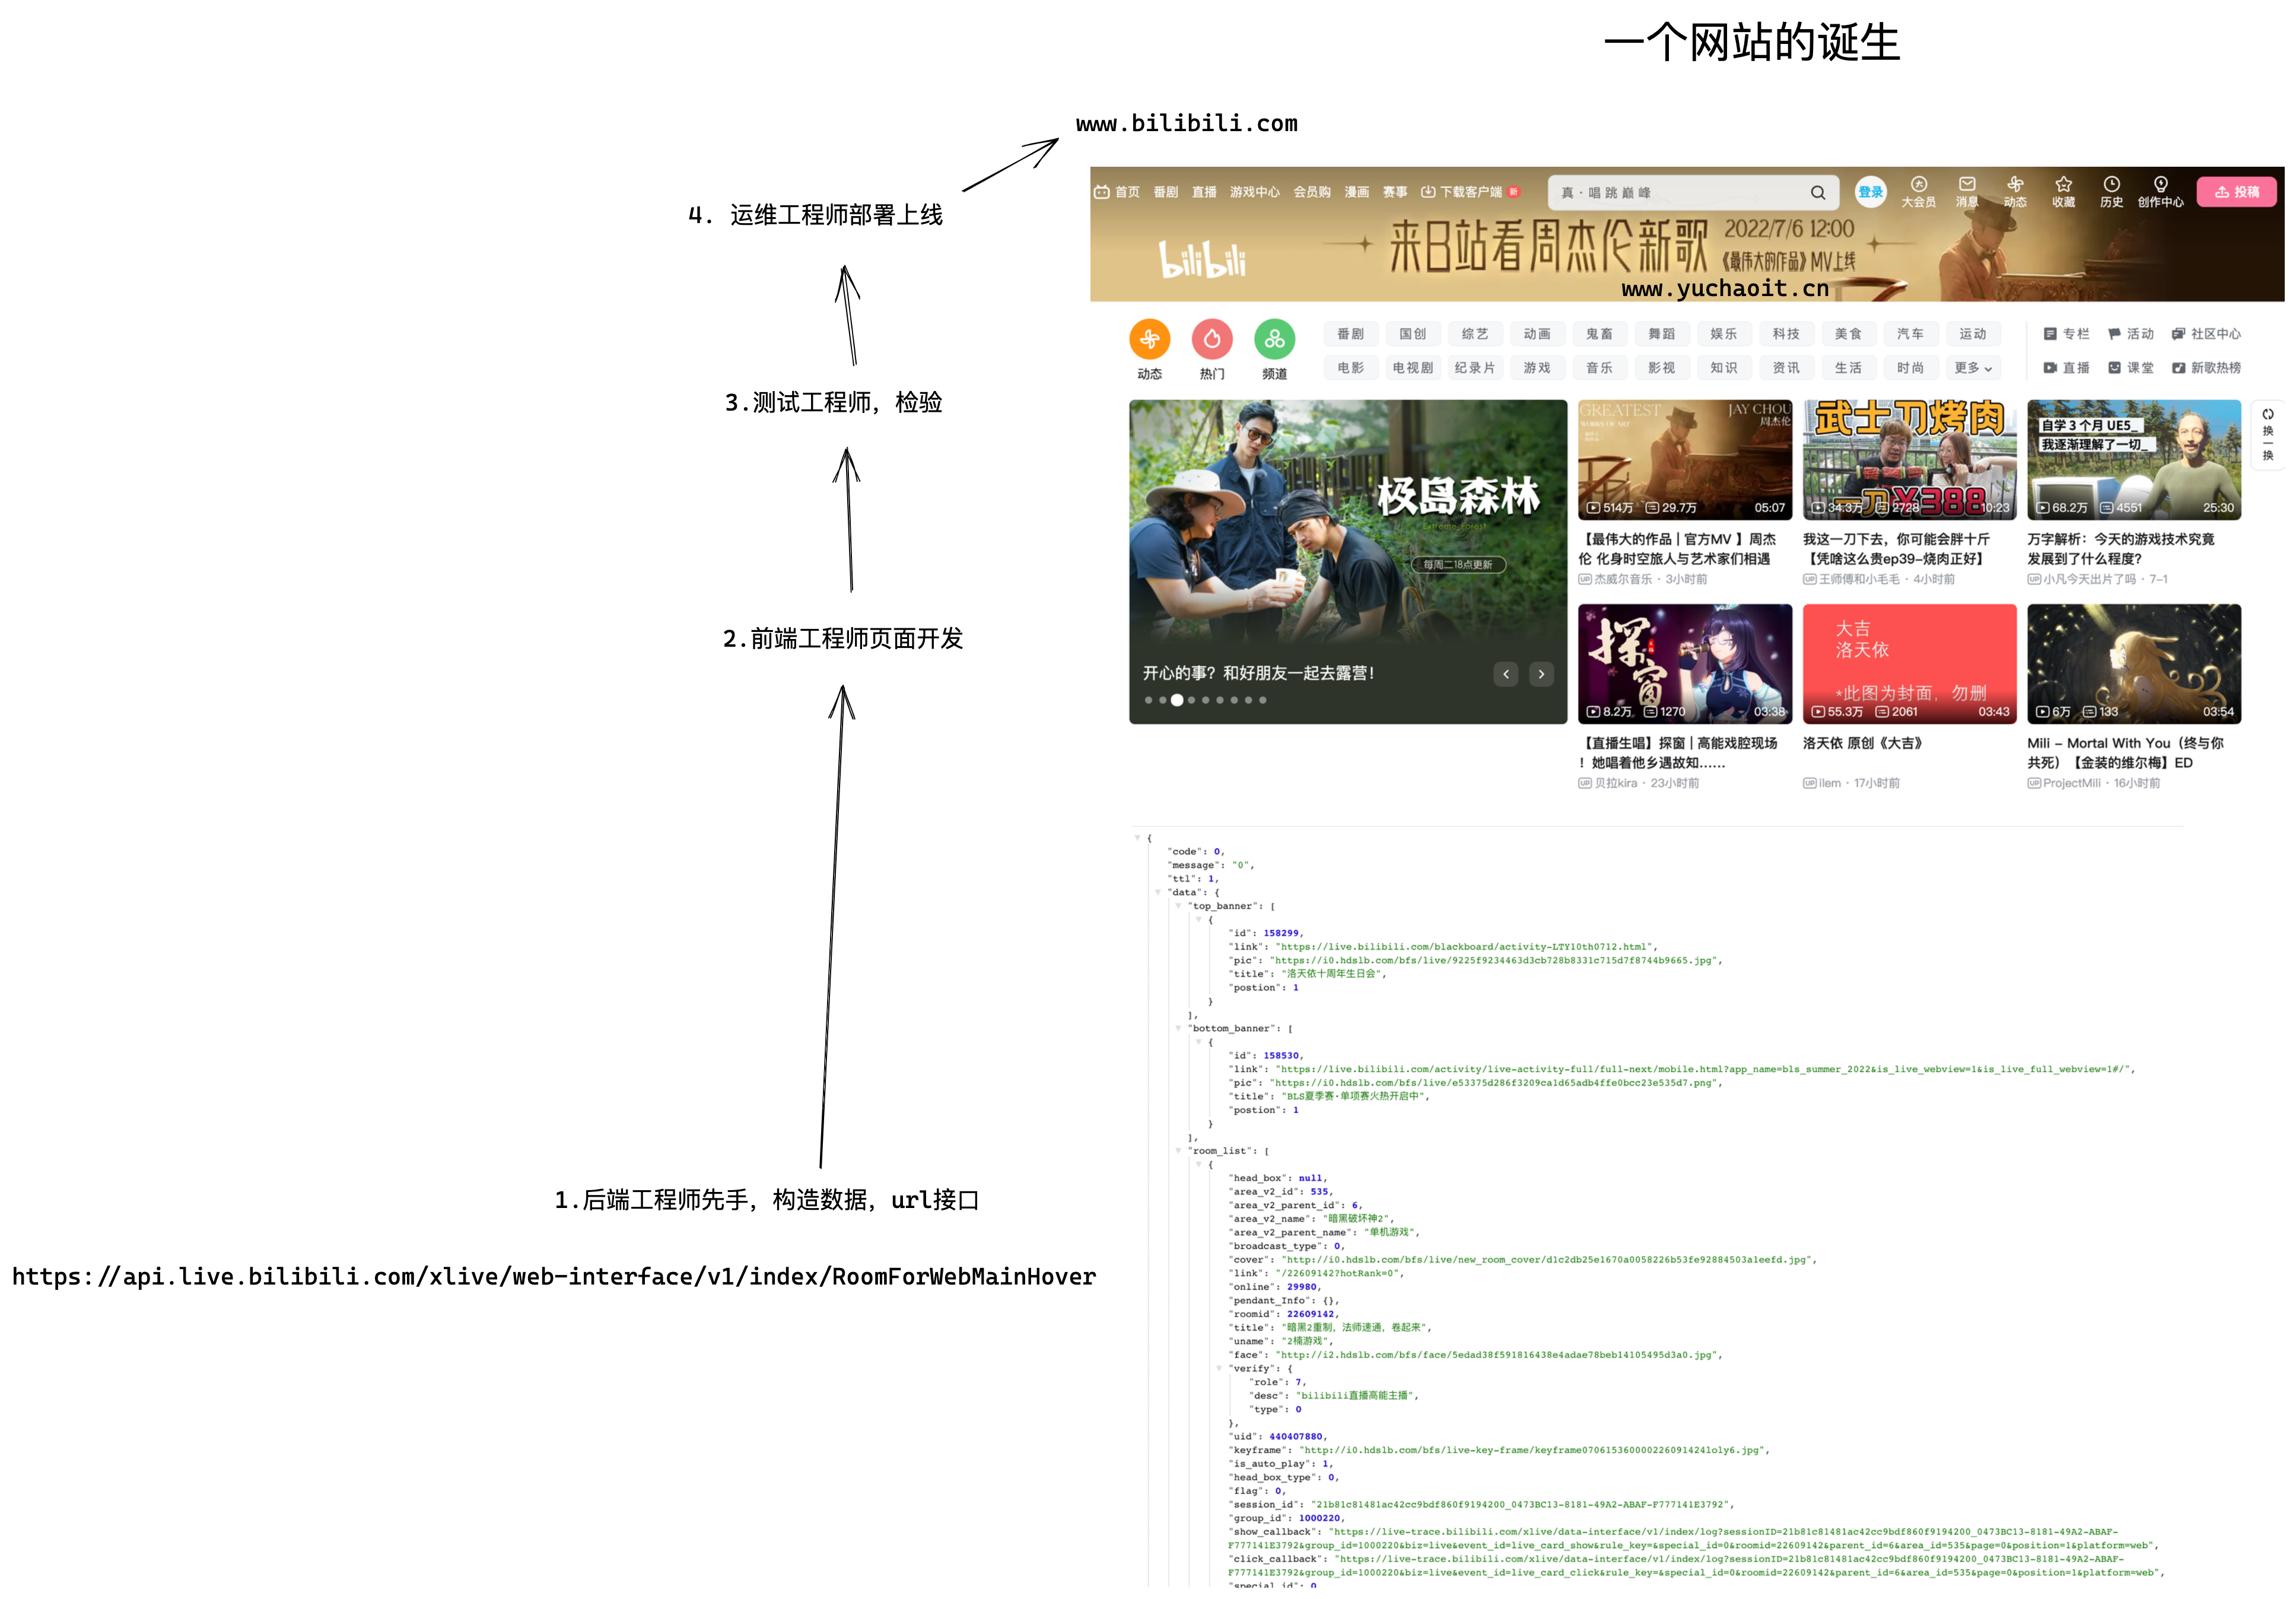 一个网站的诞生
www.bilibili.com
4. 运维工程师部署上线
3.测试工程师，检验
2.前端工程师页面开发
1.后端工程师先手，构造数据，url接口
https://api.live.bilibili.com/xlive/web-interface/v1/index/RoomForWebMainHover
首页 番剧 直播 游戏中心 会员购 漫画 赛事 下载客户端 新 真·唱跳巅峰 登录 大会员 消息 动态 收藏 历史 创作中心 投稿
bilibili 来B站看周杰伦新歌 2022/7/6 12:00
《最伟大的作品》MV上线
www.yuchaoit.cn
动态 热门 频道
番剧 国创 综艺 动画 鬼畜 舞蹈 娱乐 科技 美食 汽车 运动 专栏 活动 社区中心
电影 电视剧 纪录片 游戏 音乐 影视 知识 资讯 生活 时尚 更多 直播 课堂 新歌热榜
极岛森林
Extreme Forest
每周二18点更新
开心的事？和好朋友一起去露营！
GREATEST
WORKS OF ART
JAY CHOU
周杰伦
514万 29.7万 05:07
【最伟大的作品 | 官方MV 】周杰
伦 化身时空旅人与艺术家们相遇
UP 杰威尔音乐 · 3小时前
武士刀烤肉
一刀¥388
34.3万 2728 10:23
我这一刀下去，你可能会胖十斤
【凭啥这么贵ep39-烧肉正好】
UP 王师傅和小毛毛 · 4小时前
自学 3 个月 UE5_
我逐渐理解了一切_
68.2万 4551 25:30
万字解析：今天的游戏技术究竟
发展到了什么程度?
UP 小凡今天出片了吗 · 7-1
换一换
探窗
8.2万 1270 03:38
【直播生唱】探窗 | 高能戏腔现场
！她唱着他乡遇故知……
UP 贝拉kira · 23小时前
大吉
洛天依
*此图为封面，勿删
55.3万 2061 03:43
洛天依 原创《大吉》
UP ilem · 17小时前
6万 133 03:54
Mili - Mortal With You（终与你
共死）【金装的维尔梅】ED
UP ProjectMili · 16小时前
{
"code": 0,
"message": "0",
"ttl": 1,
"data": {
"top_banner": [
{
"id": 158299,
"link": "https://live.bilibili.com/blackboard/activity-LTY10th0712.html",
"pic": "https://i0.hdslb.com/bfs/live/9225f9234463d3cb728b8331c715d7f8744b9665.jpg",
"title": "洛天依十周年生日会",
"postion": 1
}
],
"bottom_banner": [
{
"id": 158530,
"link": "https://live.bilibili.com/activity/live-activity-full/full-next/mobile.html?app_name=bls_summer_2022&is_live_webview=1&is_live_full_webview=1#/",
"pic": "https://i0.hdslb.com/bfs/live/e53375d286f3209ca1d65adb4ffe0bcc23e535d7.png",
"title": "BLS夏季赛·单项赛火热开启中",
"postion": 1
}
],
"room_list": [
{
"head_box": null,
"area_v2_id": 535,
"area_v2_parent_id": 6,
"area_v2_name": "暗黑破坏神2",
"area_v2_parent_name": "单机游戏",
"broadcast_type": 0,
"cover": "http://i0.hdslb.com/bfs/live/new_room_cover/d1c2db25e1670a0058226b53fe92884503a1eefd.jpg",
"link": "/22609142?hotRank=0",
"online": 29980,
"pendant_Info": {},
"roomid": 22609142,
"title": "暗黑2重制，法师速通，卷起来",
"uname": "2楠游戏",
"face": "http://i2.hdslb.com/bfs/face/5edad38f591816438e4adae78beb14105495d3a0.jpg",
"verify": {
"role": 7,
"desc": "bilibili直播高能主播",
"type": 0
},
"uid": 440407880,
"keyframe": "http://i0.hdslb.com/bfs/live-key-frame/keyframe0706153600002260914241oly6.jpg",
"is_auto_play": 1,
"head_box_type": 0,
"flag": 0,
"session_id": "21b81c81481ac42cc9bdf860f9194200_0473BC13-8181-49A2-ABAF-F777141E3792",
"group_id": 1000220,
"show_callback": "https://live-trace.bilibili.com/xlive/data-interface/v1/index/log?sessionID=21b81c81481ac42cc9bdf860f9194200_0473BC13-8181-49A2-ABAF-
F777141E3792&group_id=1000220&biz=live&event_id=live_card_show&rule_key=&special_id=0&roomid=22609142&parent_id=6&area_id=535&page=0&position=1&platform=web",
"click_callback": "https://live-trace.bilibili.com/xlive/data-interface/v1/index/log?sessionID=21b81c81481ac42cc9bdf860f9194200_0473BC13-8181-49A2-ABAF-
F777141E3792&group_id=1000220&biz=live&event_id=live_card_click&rule_key=&special_id=0&roomid=22609142&parent_id=6&area_id=535&page=0&position=1&platform=web",
"special_id": 0